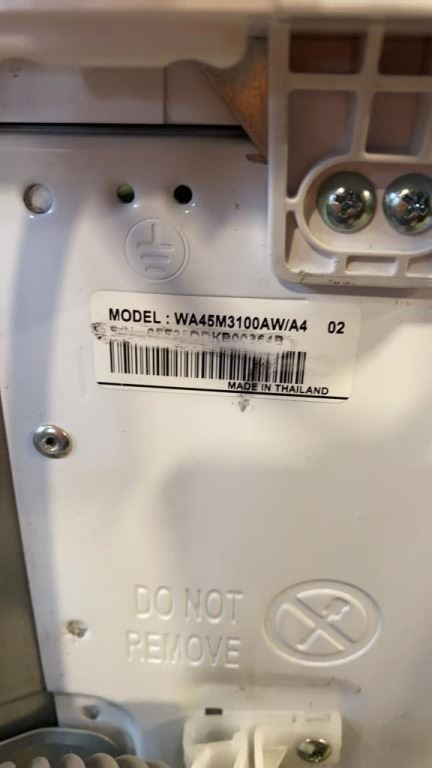 MODEL : WA45M3100AW/A4 02
MADE IN THAILAND
DO NOT
REMOVE